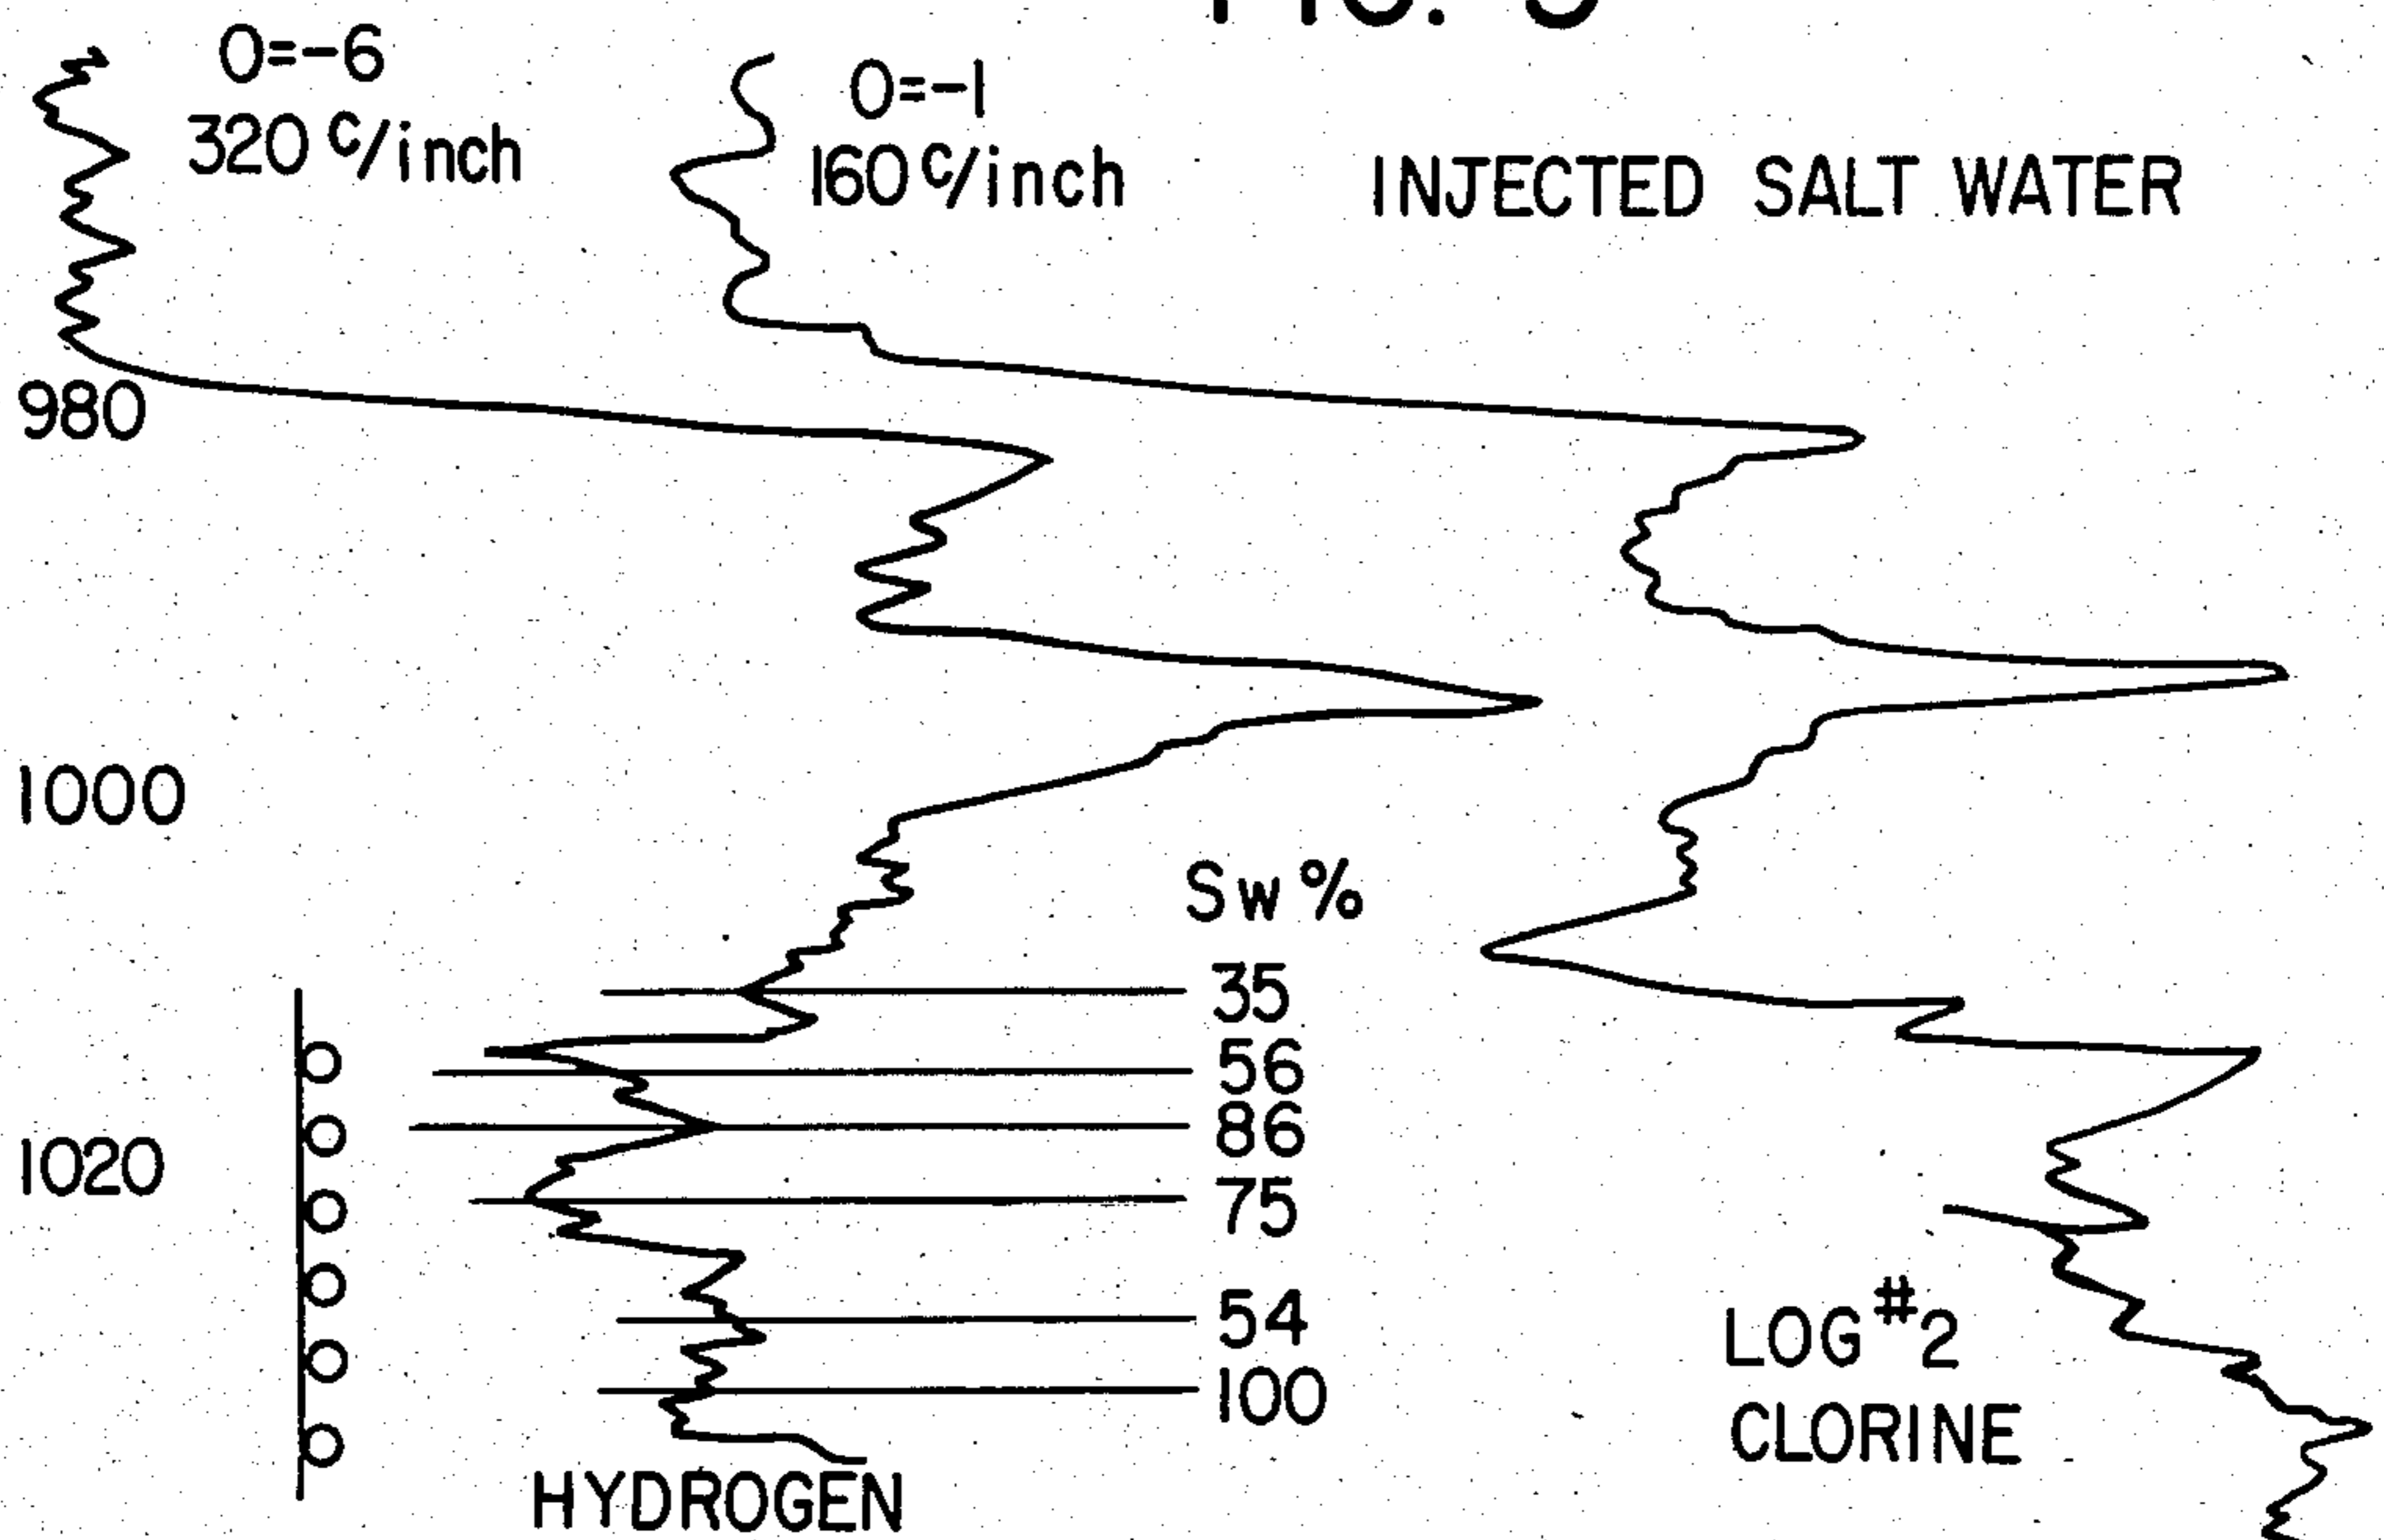 0=-6
320 c/inch
0=-1
160 c/inch
INJECTED SALT WATER
980
1000
Sw %
35
56
86
1020
75
54
100
LOG #2
CLORINE
HYDROGEN